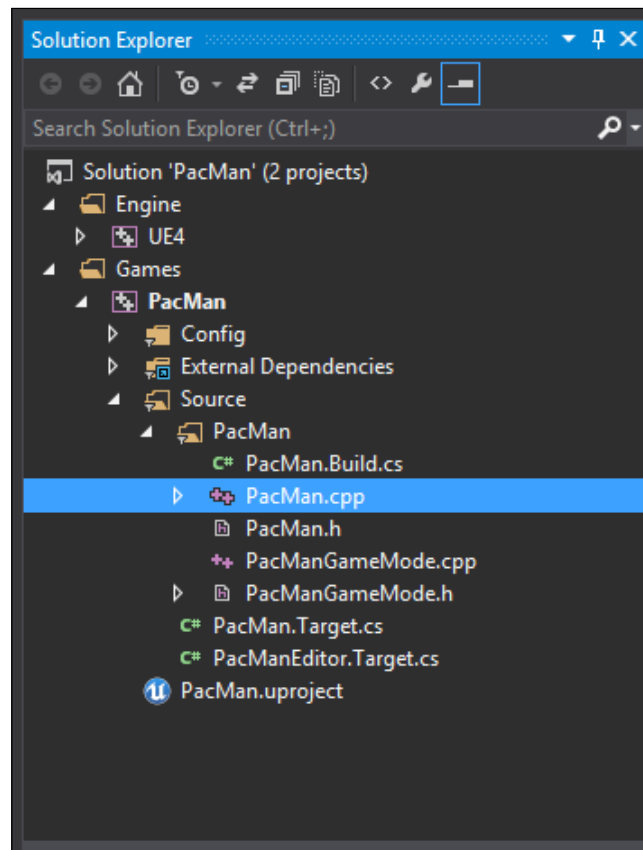 Solution Explorer
Search Solution Explorer (Ctrl+;)
Solution 'PacMan' (2 projects)
Engine
UE4
Games
PacMan
Config
External Dependencies
Source
PacMan
C# PacMan.Build.cs
PacMan.cpp
PacMan.h
PacManGameMode.cpp
PacManGameMode.h
C# PacMan.Target.cs
C# PacManEditor.Target.cs
PacMan.uproject